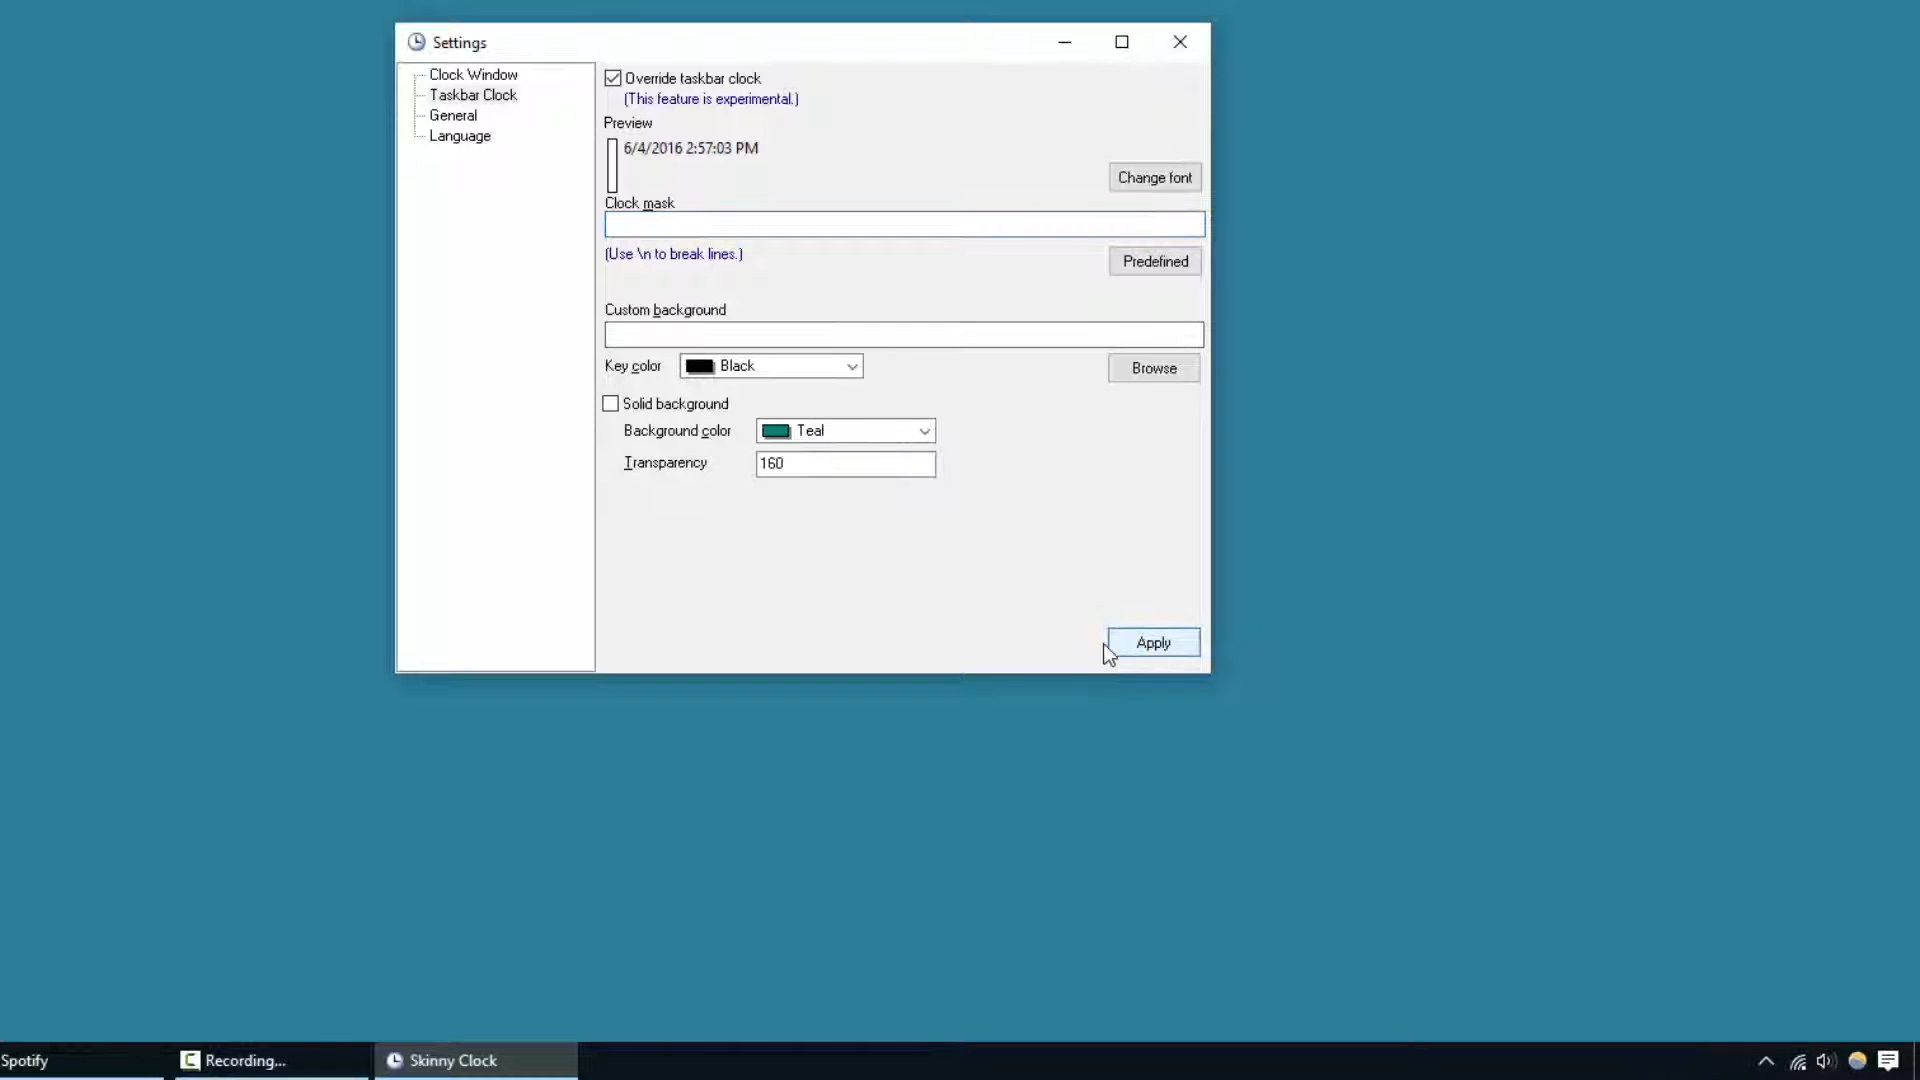 Settings
Clock Window
Taskbar Clock
General
Language
Override taskbar clock
(This feature is experimental.)
Preview
6/4/2016 2:57:03 PM
Change font
Clock mask
(Use \n to break lines.)
Predefined
Custom background
Key color
Black
Browse
Solid background
Background color
Teal
Transparency
160
Apply
Spotify
Recording...
Skinny Clock